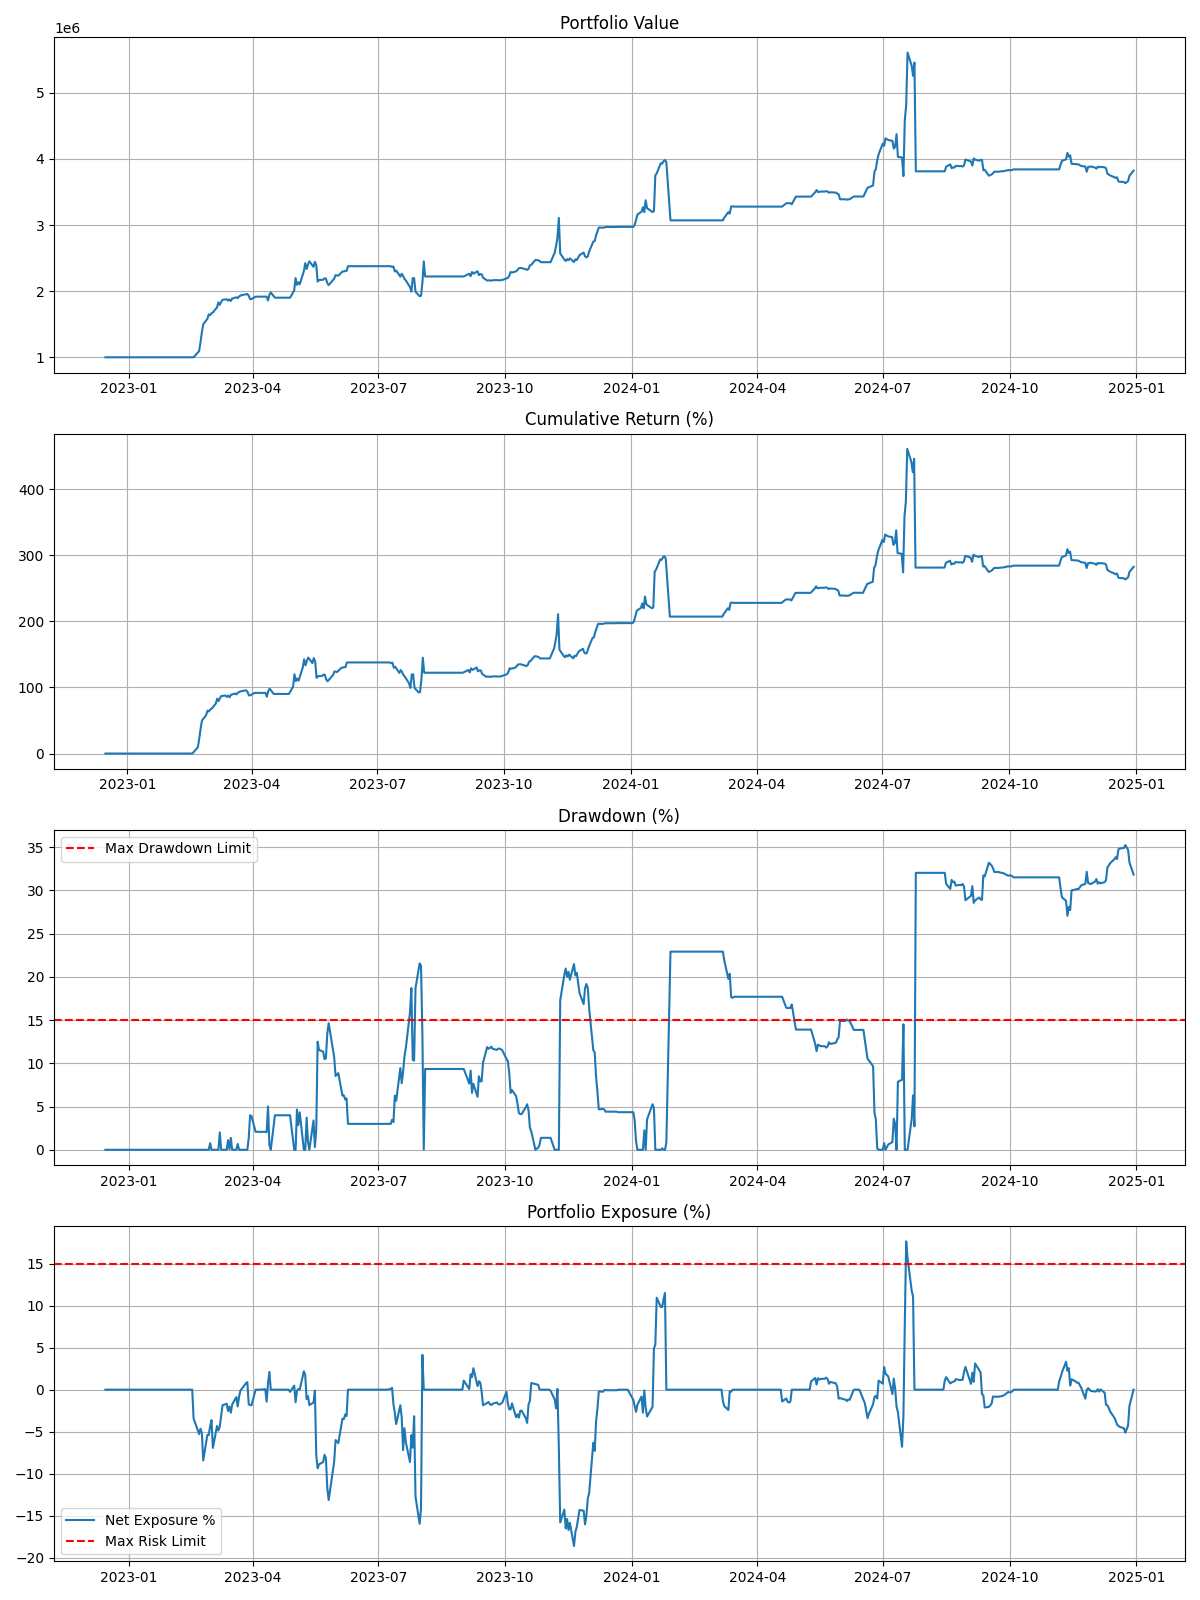 Portfolio Value
1e6
5
4
3
2
1
2023-01 2023-04 2023-07 2023-10 2024-01 2024-04 2024-07 2024-10 2025-01
Cumulative Return (%)
400
300
200
100
0
2023-01 2023-04 2023-07 2023-10 2024-01 2024-04 2024-07 2024-10 2025-01
Drawdown (%)
Max Drawdown Limit
35
30
25
20
15
10
5
0
2023-01 2023-04 2023-07 2023-10 2024-01 2024-04 2024-07 2024-10 2025-01
Portfolio Exposure (%)
15
10
5
0
−5
−10
−15
−20
Net Exposure %
Max Risk Limit
2023-01 2023-04 2023-07 2023-10 2024-01 2024-04 2024-07 2024-10 2025-01